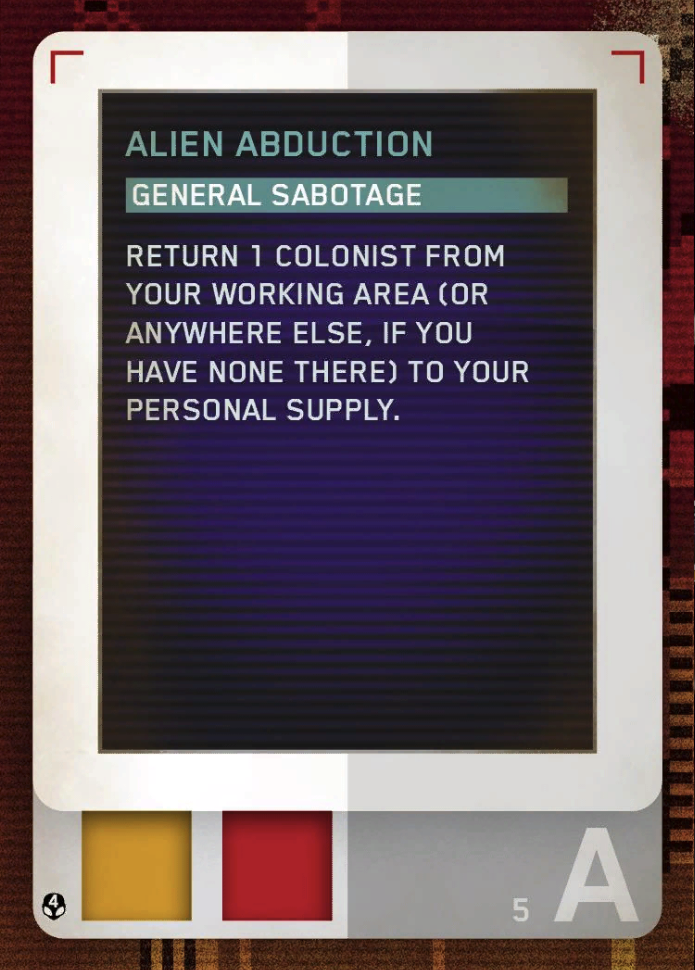 ALIEN ABDUCTION
GENERAL SABOTAGE
RETURN 1 COLONIST FROM
YOUR WORKING AREA (OR
ANYWHERE ELSE, IF YOU
HAVE NONE THERE) TO YOUR
PERSONAL SUPPLY.
4
5
A